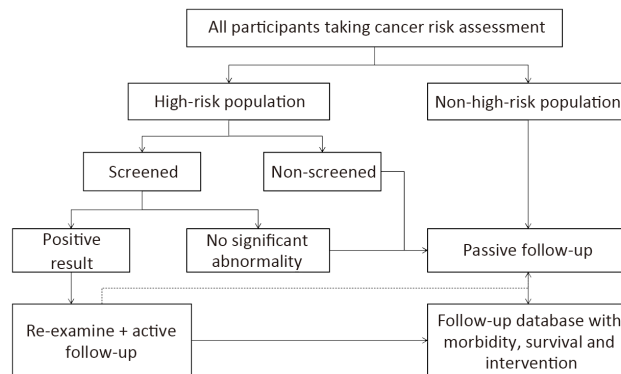 All participants taking cancer risk assessment
High-risk population
Non-high-risk population
Screened
Non-screened
Positive
result
No significant
abnormality
Passive follow-up
Re-examine + active
follow-up
Follow-up database with
morbidity, survival and
intervention